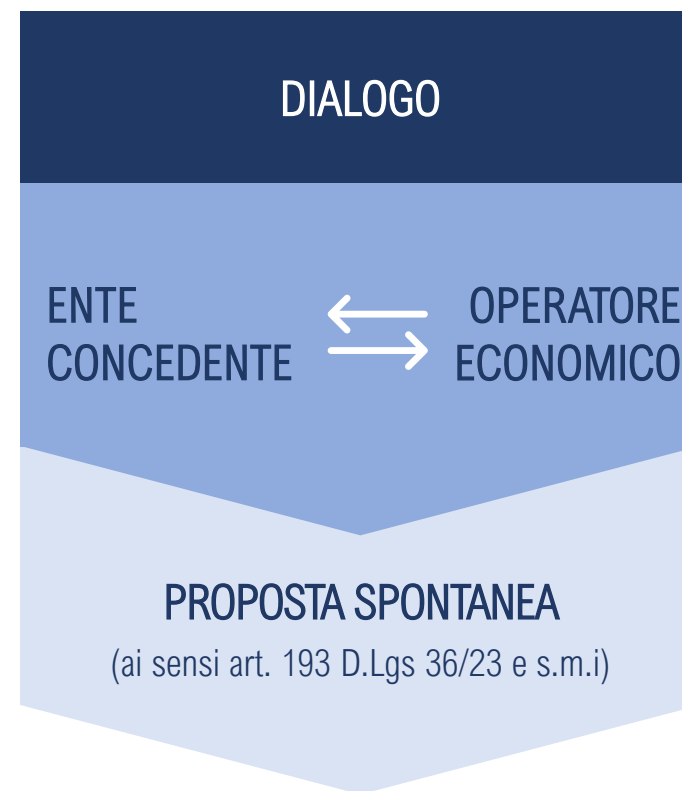 DIALOGO
ENTE
CONCEDENTE
OPERATORE
ECONOMICO
PROPOSTA SPONTANEA
(ai sensi art. 193 D.Lgs 36/23 e s.m.i)